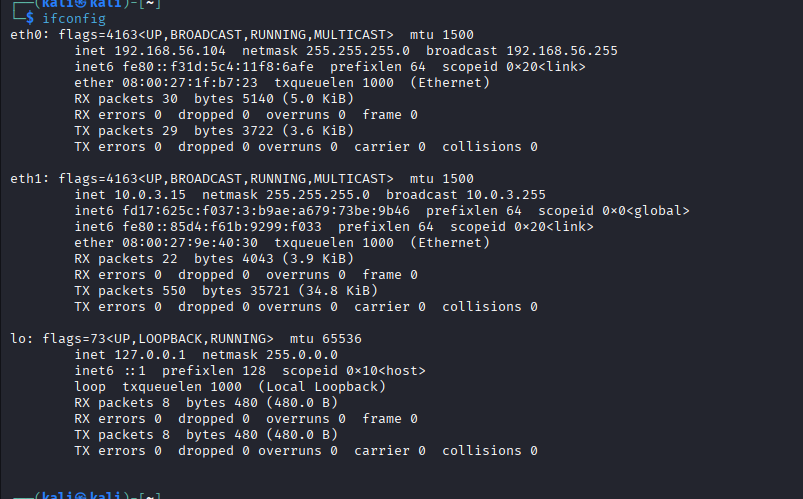 (kali㉿kali)-[~]
└─$ ifconfig
eth0: flags=4163<UP,BROADCAST,RUNNING,MULTICAST>  mtu 1500
        inet 192.168.56.104  netmask 255.255.255.0  broadcast 192.168.56.255
        inet6 fe80::f31d:5c4:11f8:6afe  prefixlen 64  scopeid 0x20<link>
        ether 08:00:27:1f:b7:23  txqueuelen 1000  (Ethernet)
        RX packets 30  bytes 5140 (5.0 KiB)
        RX errors 0  dropped 0  overruns 0  frame 0
        TX packets 29  bytes 3722 (3.6 KiB)
        TX errors 0  dropped 0 overruns 0  carrier 0  collisions 0
eth1: flags=4163<UP,BROADCAST,RUNNING,MULTICAST>  mtu 1500
        inet 10.0.3.15  netmask 255.255.255.0  broadcast 10.0.3.255
        inet6 fd17:625c:f037:3:b9ae:a679:73be:9b46  prefixlen 64  scopeid 0x0<global>
        inet6 fe80::85d4:f61b:9299:f033  prefixlen 64  scopeid 0x20<link>
        ether 08:00:27:9e:40:30  txqueuelen 1000  (Ethernet)
        RX packets 22  bytes 4043 (3.9 KiB)
        RX errors 0  dropped 0  overruns 0  frame 0
        TX packets 550  bytes 35721 (34.8 KiB)
        TX errors 0  dropped 0 overruns 0  carrier 0  collisions 0
lo: flags=73<UP,LOOPBACK,RUNNING>  mtu 65536
        inet 127.0.0.1  netmask 255.0.0.0
        inet6 ::1  prefixlen 128  scopeid 0x10<host>
        loop  txqueuelen 1000  (Local Loopback)
        RX packets 8  bytes 480 (480.0 B)
        RX errors 0  dropped 0  overruns 0  frame 0
        TX packets 8  bytes 480 (480.0 B)
        TX errors 0  dropped 0 overruns 0  carrier 0  collisions 0
(kali㉿kali)-[~]